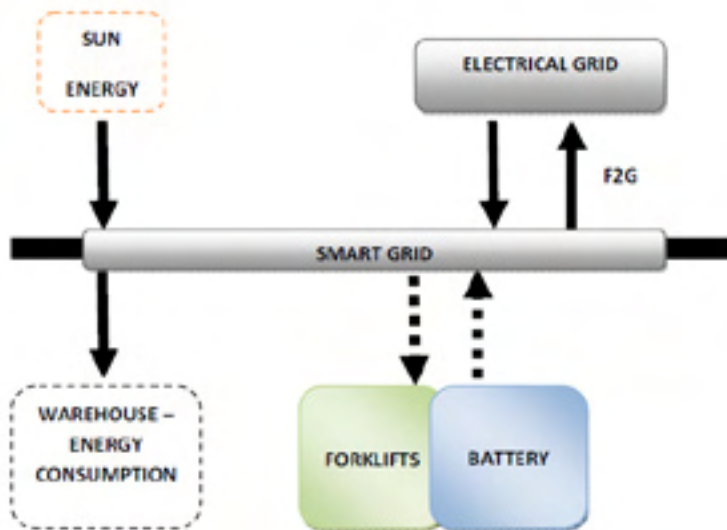 SUN
ENERGY
ELECTRICAL GRID
F2G
SMART GRID
WAREHOUSE –
ENERGY
CONSUMPTION
FORKLIFTS
BATTERY